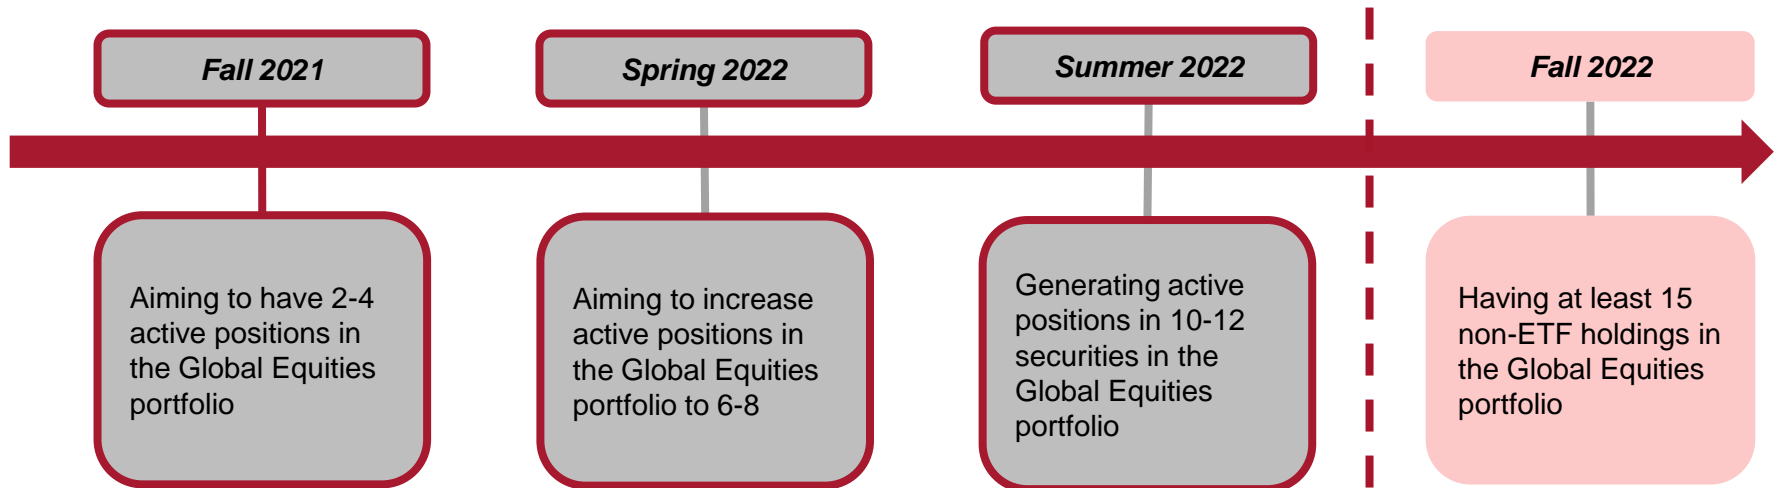 Fall 2021
Spring 2022
Summer 2022
Fall 2022
Aiming to have 2-4
active positions in
the Global Equities
portfolio
Aiming to increase
active positions in
the Global Equities
portfolio to 6-8
Generating active
positions in 10-12
securities in the
Global Equities
portfolio
Having at least 15
non-ETF holdings in
the Global Equities
portfolio